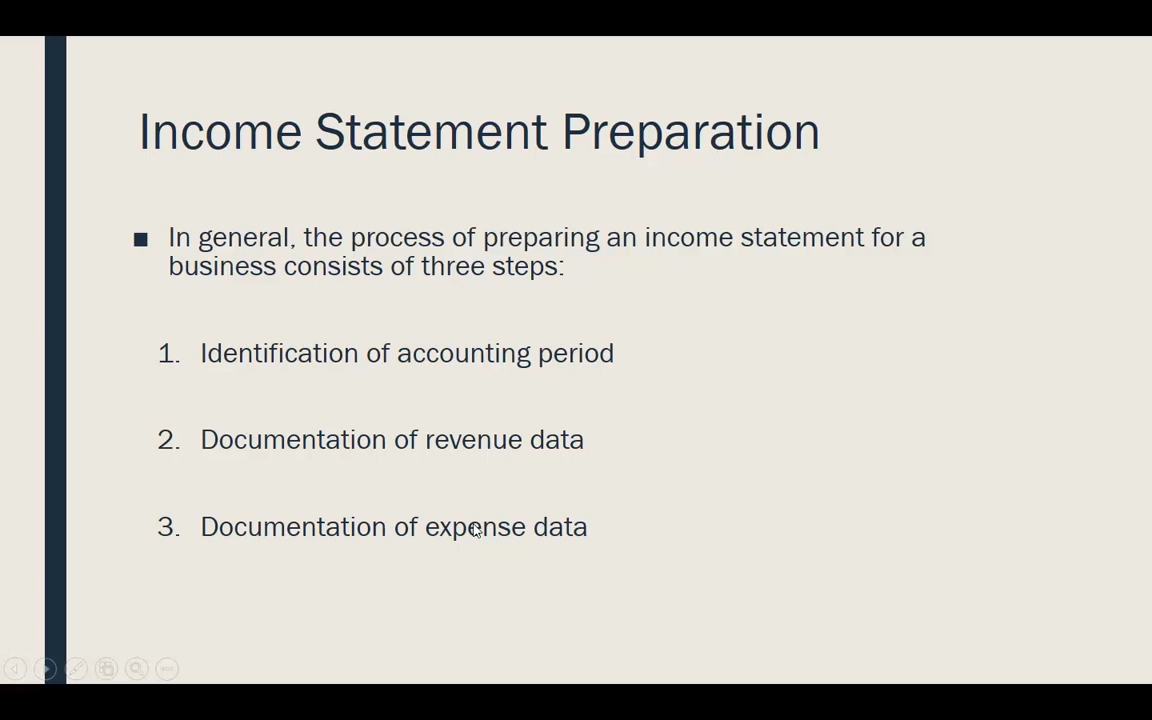 Income Statement Preparation
■ In general, the process of preparing an income statement for a
business consists of three steps:
1. Identification of accounting period
2. Documentation of revenue data
3. Documentation of expense data